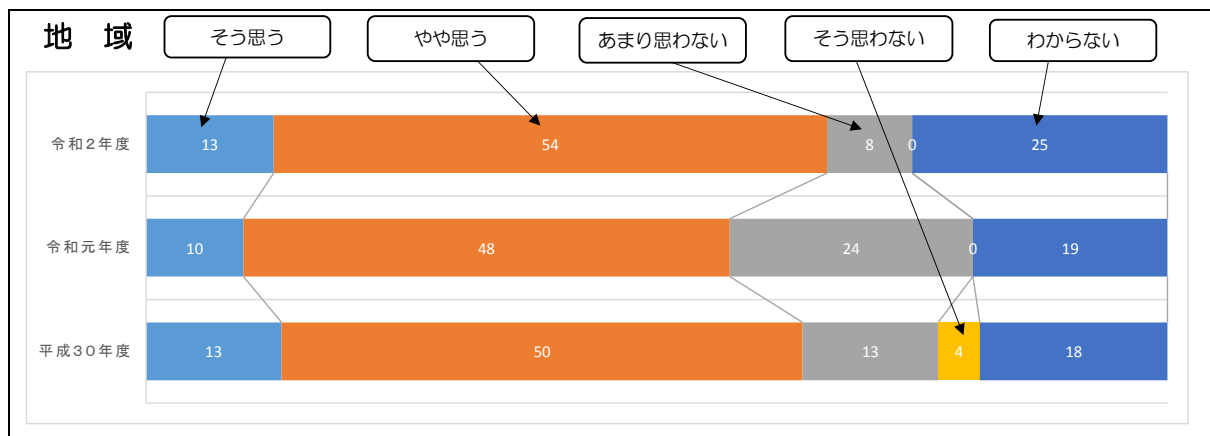 地 域
そう思う
やや思う
あまり思わない
そう思わない
わからない
令和２年度
13
54
8
0
25
令和元年度
10
48
24
0
19
平成３０年度
13
50
13
4
18